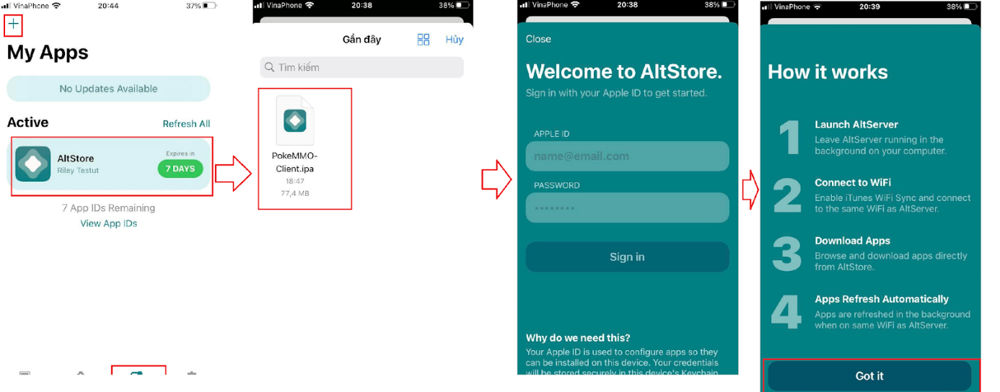 VinaPhone 20:44 37%
+
My Apps
No Updates Available
Active
Refresh All
AltStore
Riley Testut
Expires in
7 DAYS
7 App IDs Remaining
View App IDs
VinaPhone 20:38 38%
Gần đây
Hủy
Tìm kiếm
PokeMMO-
Client.ipa
18:47
77,4 MB
VinaPhone 20:38 38%
Close
Welcome to AltStore.
Sign in with your Apple ID to get started.
APPLE ID
name@email.com
PASSWORD
Sign in
Why do we need this?
Your Apple ID is used to configure apps so they
can be installed on this device. Your credentials
will be stored securely in this device's Keychain
VinaPhone 20:39 38%
How it works
1
Launch AltServer
Leave AltServer running in the
background on your computer.
2
Connect to WiFi
Enable iTunes WiFi Sync and connect
to the same WiFi as AltServer.
3
Download Apps
Browse and download apps directly
from AltStore.
4
Apps Refresh Automatically
Apps are refreshed in the background
when on same WiFi as AltServer.
Got it